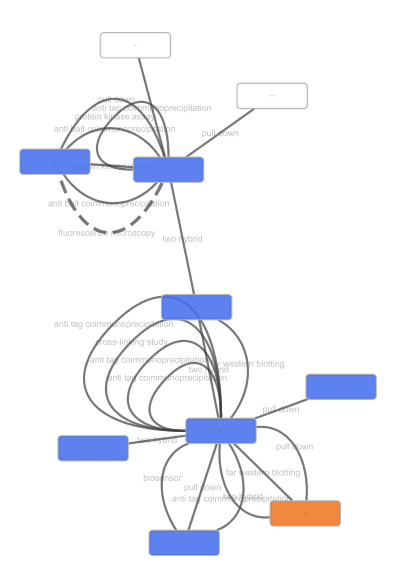 pull down
anti tag coimmunoprecipitation
protein kinase assay
anti bait coimmunoprecipitation
pull down
anti bait coimmunoprecipitation
fluorescence microscopy
two hybrid
anti tag coimmunoprecipitation
cross-linking study
anti tag coimmunoprecipitation
far western blotting
two hybrid
anti tag coimmunoprecipitation
pull down
two hybrid
pull down
far western blotting
biosensor
pull down
anti tag coimmunoprecipitation
two hybrid